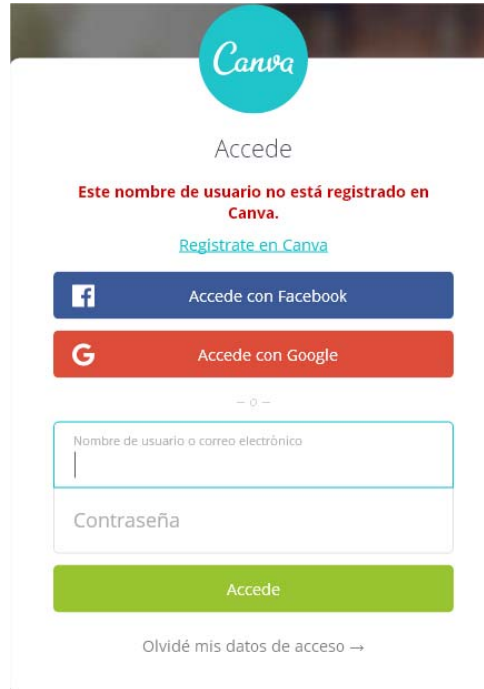 Canva
Accede
Este nombre de usuario no está registrado en
Canva.
Registrate en Canva
Accede con Facebook
G
Accede con Google
– o –
Nombre de usuario o correo electrónico
Contraseña
Accede
Olvidé mis datos de acceso →